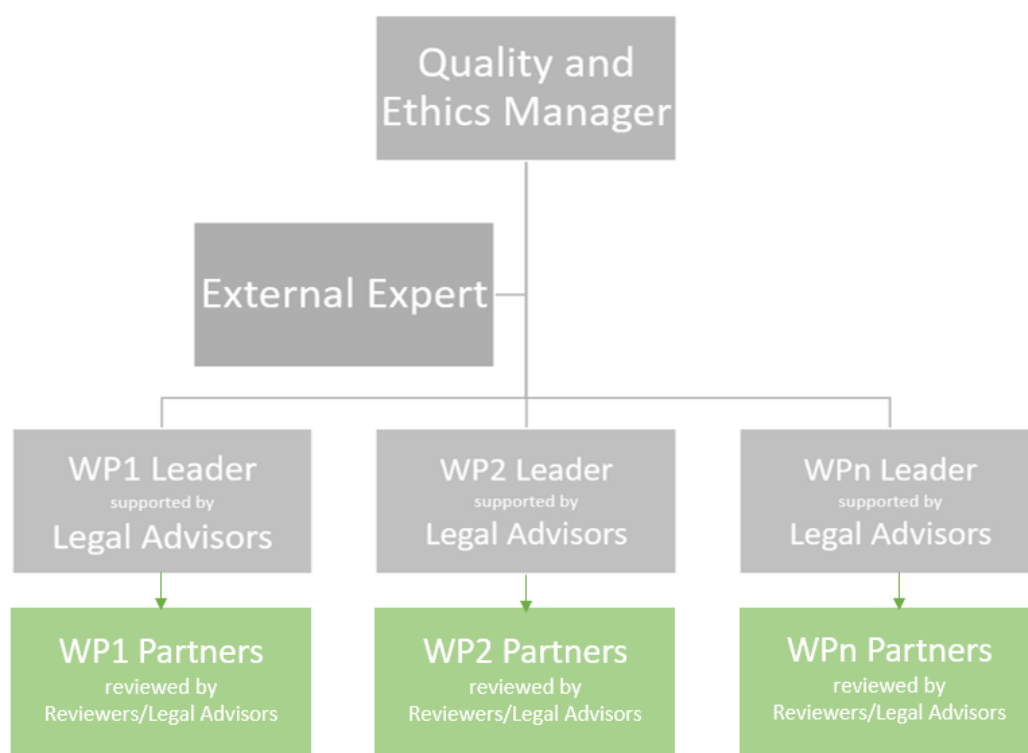 Quality and
Ethics Manager
External Expert
WP1 Leader
supported by
Legal Advisors
WP2 Leader
supported by
Legal Advisors
WPn Leader
supported by
Legal Advisors
WP1 Partners
reviewed by
Reviewers/Legal Advisors
WP2 Partners
reviewed by
Reviewers/Legal Advisors
WPn Partners
reviewed by
Reviewers/Legal Advisors